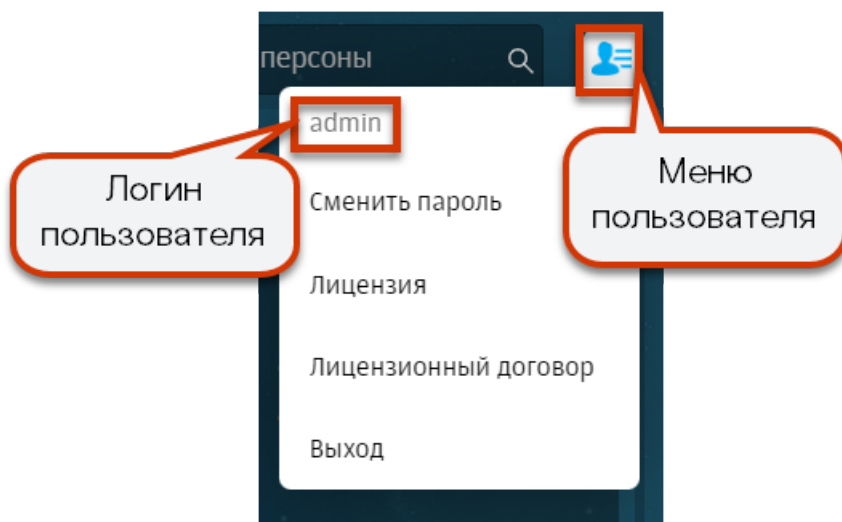 персоны
admin
Логин
пользователя
Меню
пользователя
Сменить пароль
Лицензия
Лицензионный договор
Выход